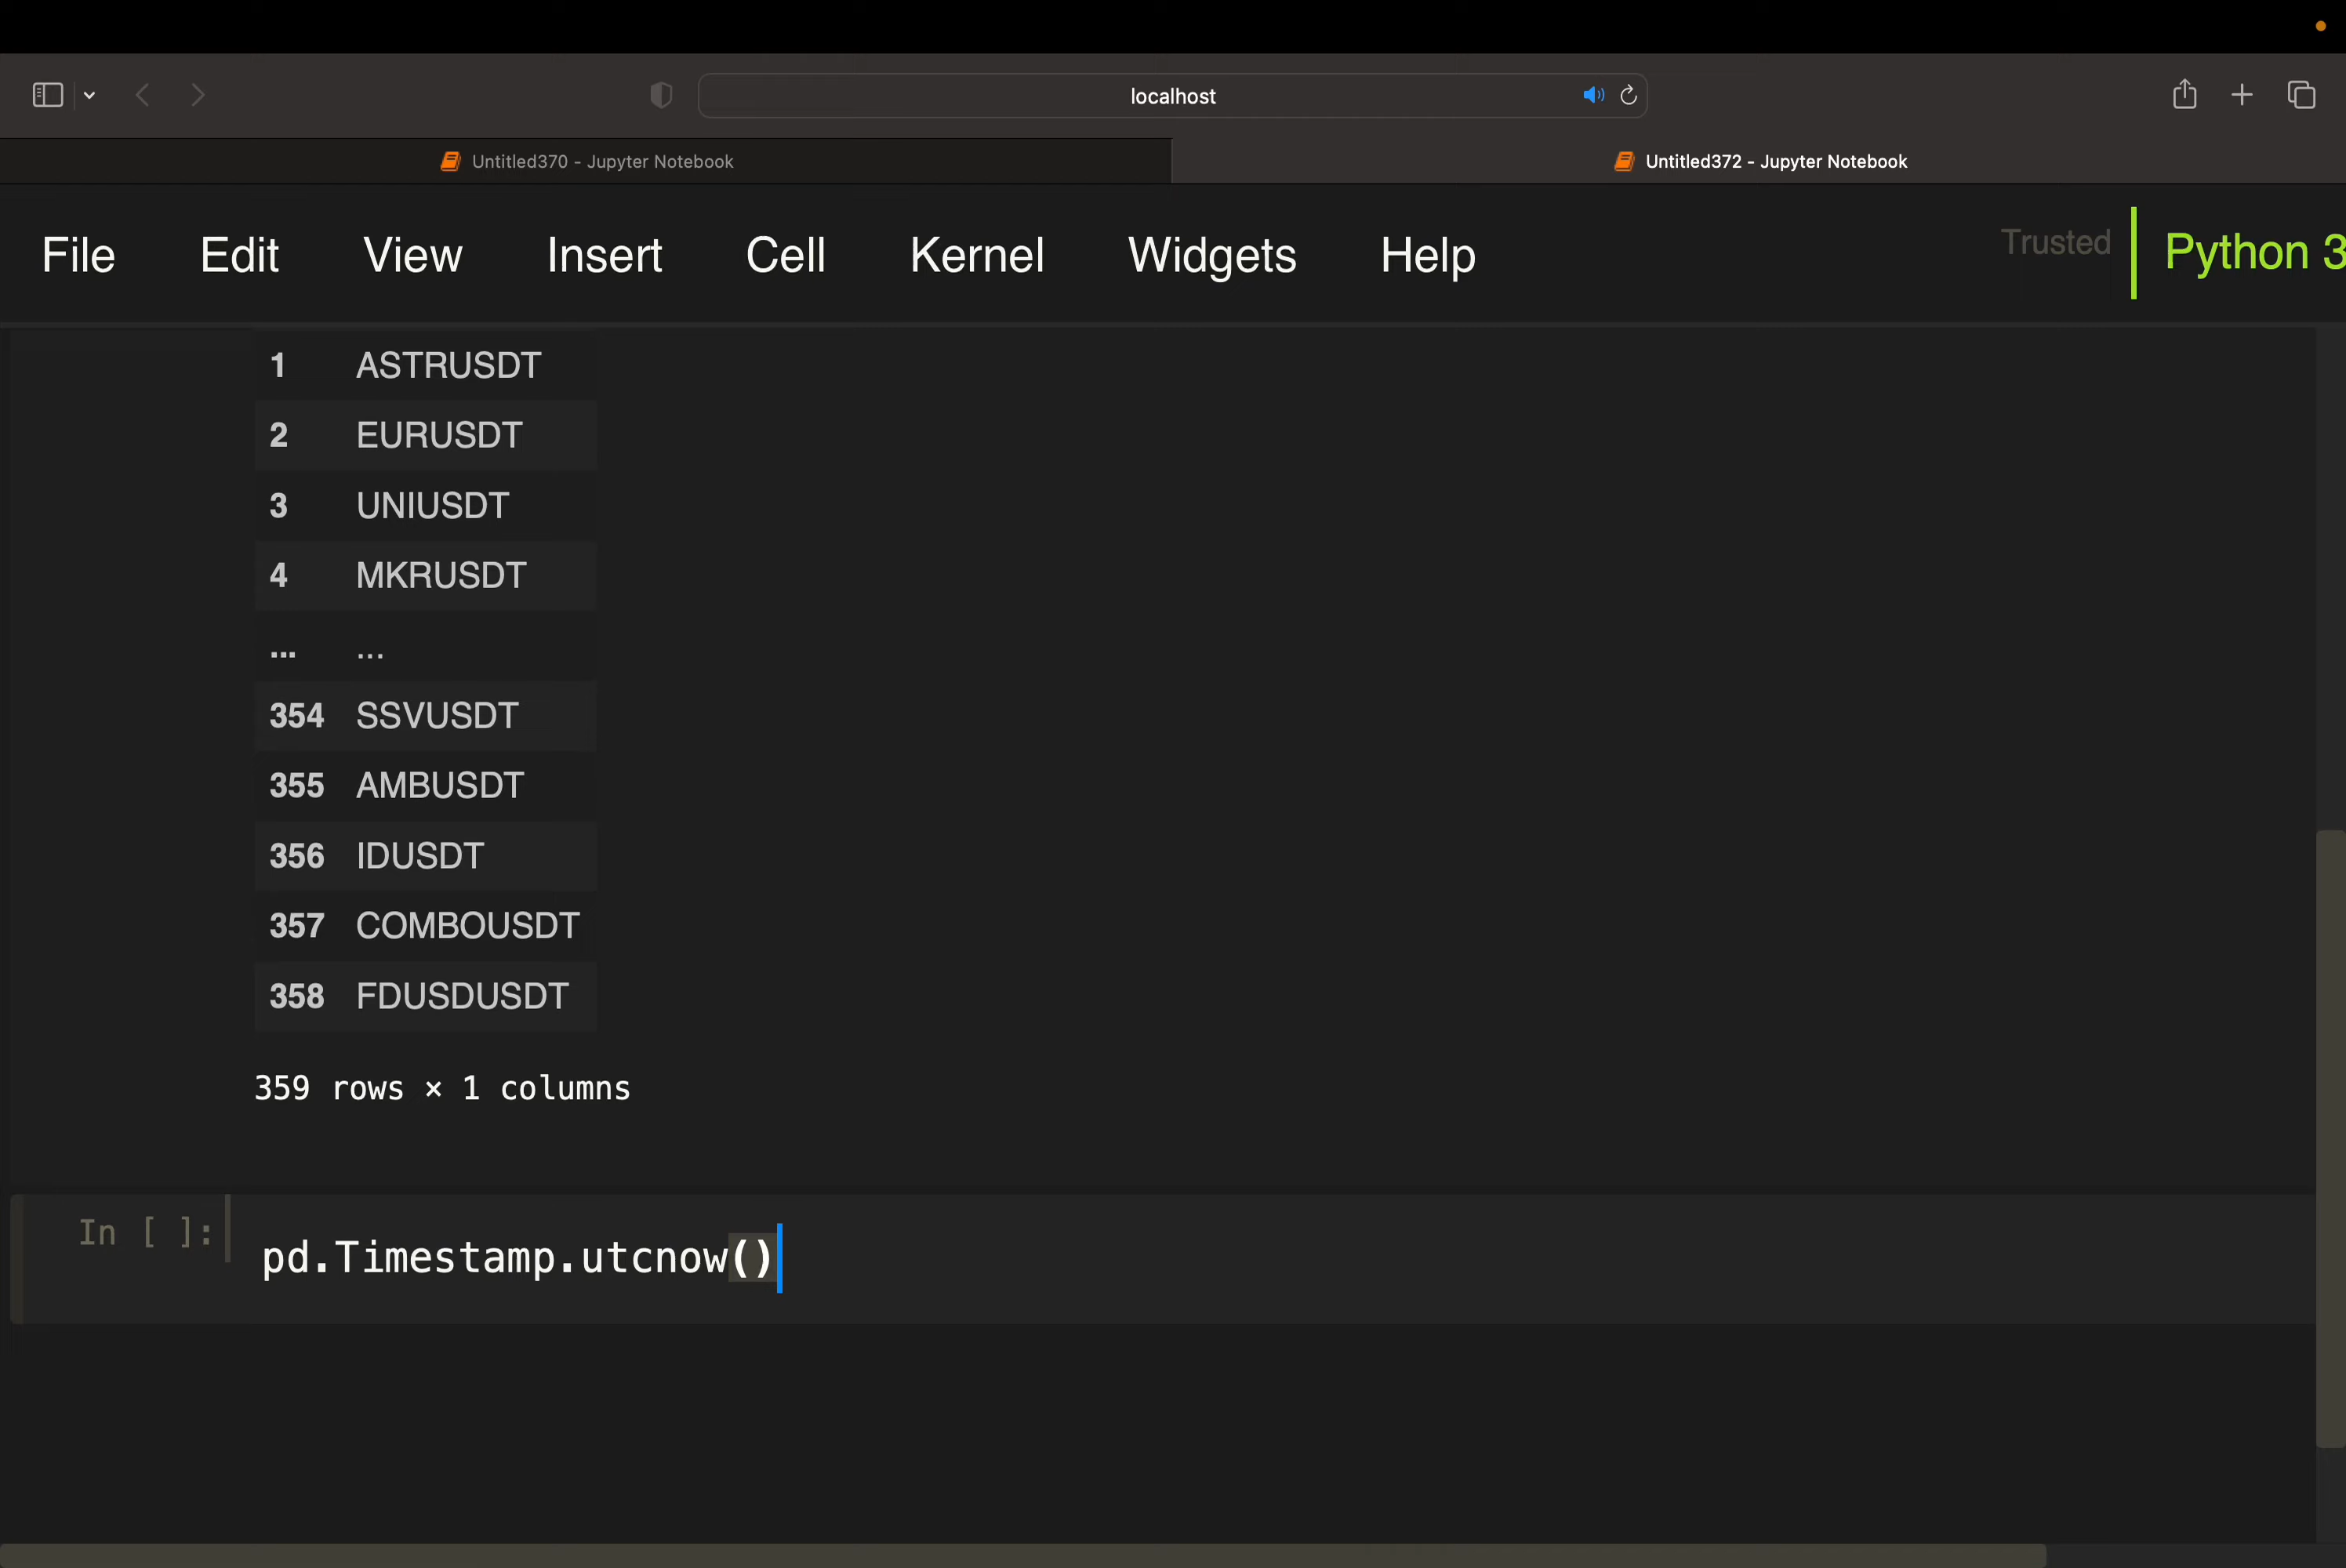 localhost
Untitled370 - Jupyter Notebook
Untitled372 - Jupyter Notebook
File Edit View Insert Cell Kernel Widgets Help Trusted Python 3
1 ASTRUSDT
2 EURUSDT
3 UNIUSDT
4 MKRUSDT
... ...
354 SSVUSDT
355 AMBUSDT
356 IDUSDT
357 COMBOUSDT
358 FDUSDUSDT
359 rows × 1 columns
In [ ]: pd.Timestamp.utcnow()